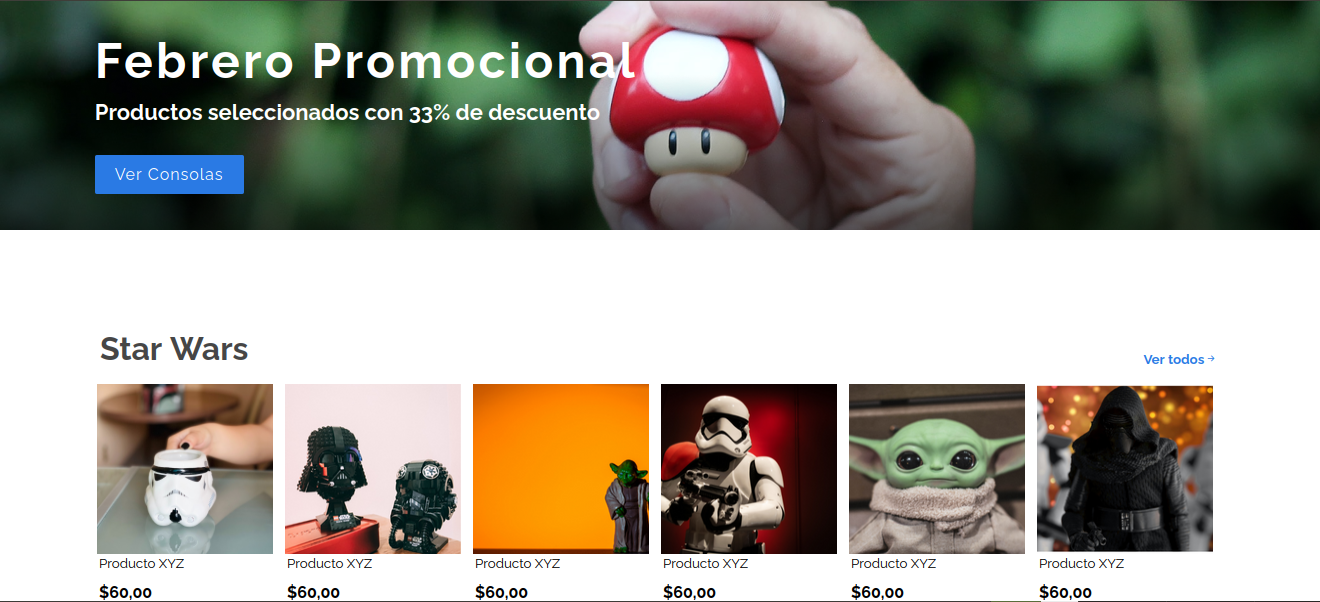 Febrero Promocional
Productos seleccionados con 33% de descuento
Ver Consolas
Star Wars
Ver todos →
Producto XYZ
$60,00
Producto XYZ
$60,00
Producto XYZ
$60,00
Producto XYZ
$60,00
Producto XYZ
$60,00
Producto XYZ
$60,00